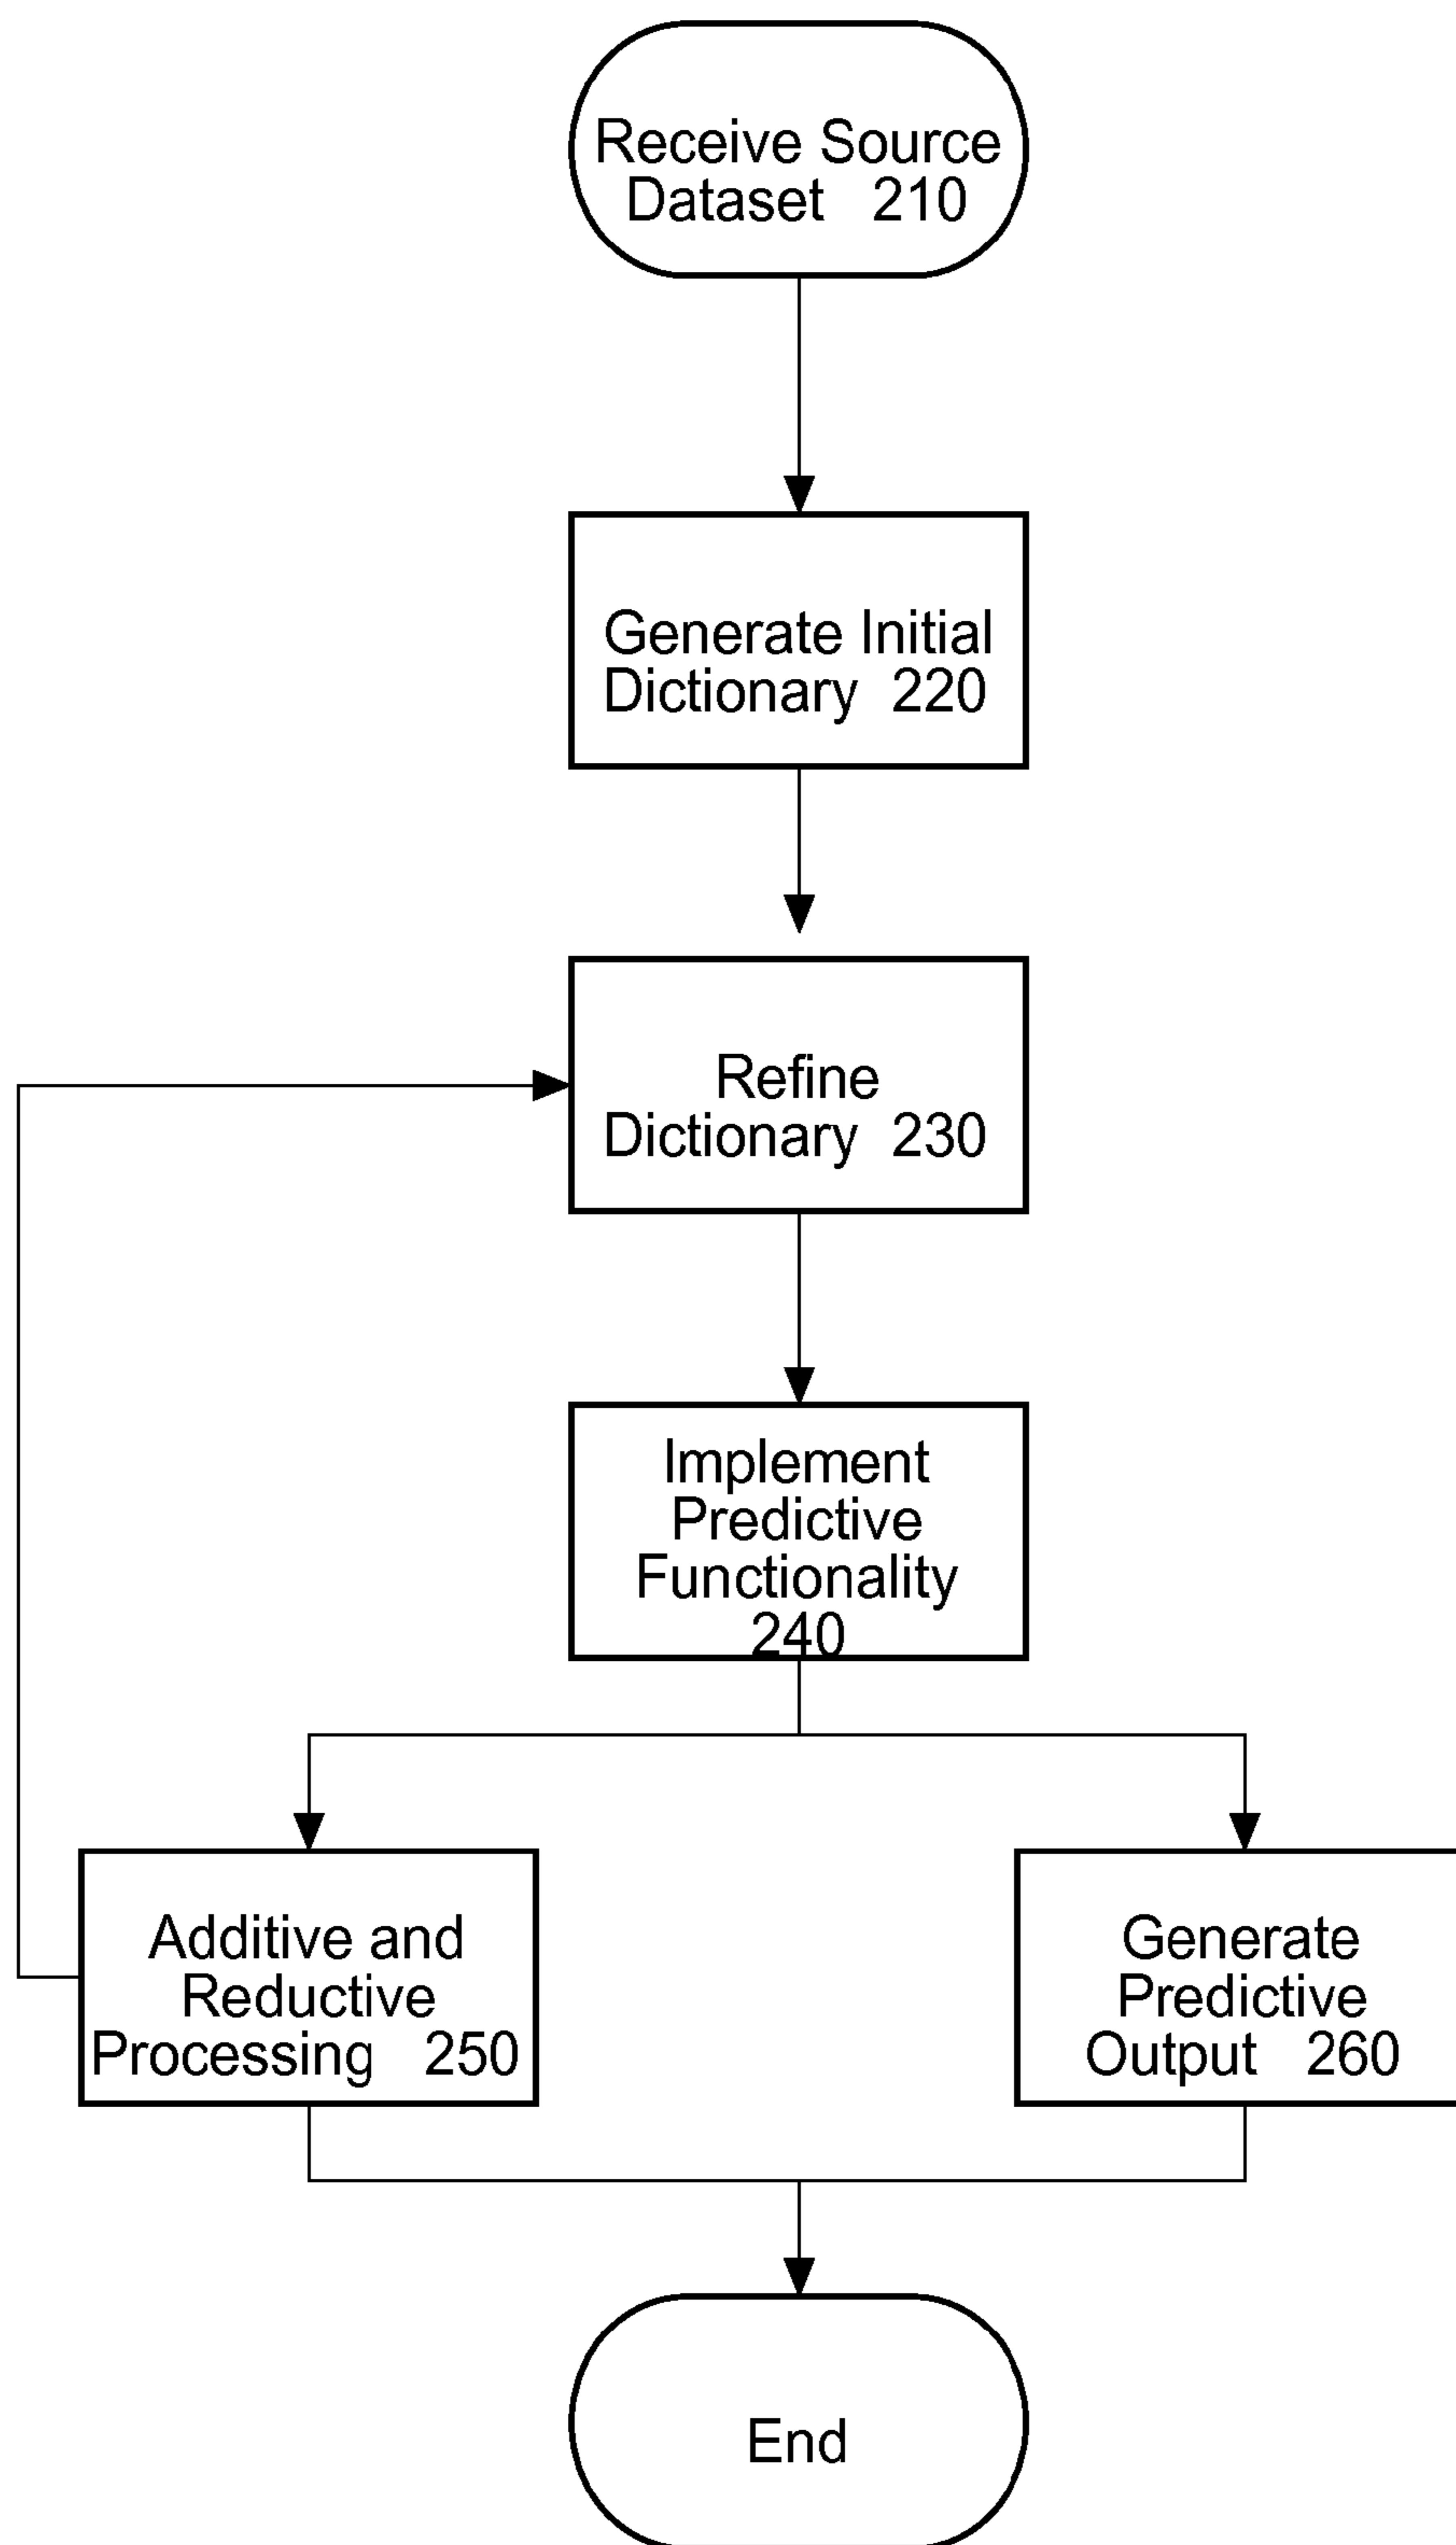 Receive Source
Dataset 210
Generate Initial
Dictionary 220
Refine
Dictionary 230
Implement
Predictive
Functionality
240
Additive and
Reductive
Processing 250
Generate
Predictive
Output 260
End